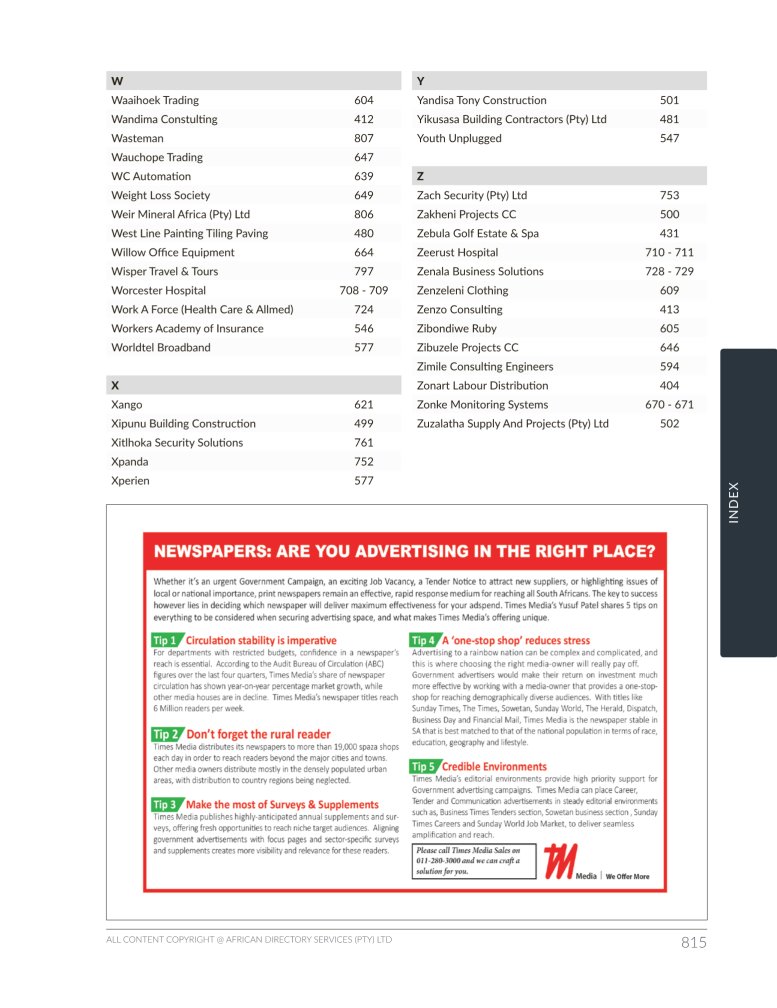 W
Waaihoek Trading 604
Wandima Constulting 412
Wasteman 807
Wauchope Trading 647
WC Automation 639
Weight Loss Society 649
Weir Mineral Africa (Pty) Ltd 806
West Line Painting Tiling Paving 480
Willow Office Equipment 664
Wisper Travel & Tours 797
Worcester Hospital 708 - 709
Work A Force (Health Care & Allmed) 724
Workers Academy of Insurance 546
Worldtel Broadband 577
X
Xango 621
Xipunu Building Construction 499
Xitlhoka Security Solutions 761
Xpanda 752
Xperien 577
Y
Yandisa Tony Construction 501
Yikusasa Building Contractors (Pty) Ltd 481
Youth Unplugged 547
Z
Zach Security (Pty) Ltd 753
Zakheni Projects CC 500
Zebula Golf Estate & Spa 431
Zeerust Hospital 710 - 711
Zenala Business Solutions 728 - 729
Zenzeleni Clothing 609
Zenzo Consulting 413
Zibondiwe Ruby 605
Zibuzele Projects CC 646
Zimile Consulting Engineers 594
Zonart Labour Distribution 404
Zonke Monitoring Systems 670 - 671
Zuzalatha Supply And Projects (Pty) Ltd 502
INDEX
NEWSPAPERS: ARE YOU ADVERTISING IN THE RIGHT PLACE?
Whether it's an urgent Government Campaign, an exciting Job Vacancy, a Tender Notice to attract new suppliers, or highlighting issues of
local or national importance, print newspapers remain an effective, rapid response medium for reaching all South Africans. The key to success
however lies in deciding which newspaper will deliver maximum effectiveness for your adspend. Times Media's Yusuf Patel shares 5 tips on
everything to be considered when securing advertising space, and what makes Times Media's offering unique.
Tip 1 Circulation stability is imperative
For departments with restricted budgets, confidence in a newspaper's
reach is essential. According to the Audit Bureau of Circulation (ABC)
figures over the last four quarters, Times Media's share of newspaper
circulation has shown year-on-year percentage market growth, while
other media houses are in decline. Times Media's newspaper titles reach
6 Million readers per week.
Tip 2 Don't forget the rural reader
Times Media distributes its newspapers to more than 19,000 spaza shops
each day in order to reach readers beyond the major cities and towns.
Other media owners distribute mostly in the densely populated urban
areas, with distribution to country regions being neglected.
Tip 3 Make the most of Surveys & Supplements
Times Media publishes highly-anticipated annual supplements and sur-
veys, offering fresh opportunities to reach niche target audiences. Aligning
government advertisements with focus pages and sector-specific surveys
and supplements creates more visibility and relevance for these readers.
Tip 4 A 'one-stop shop' reduces stress
Advertising to a rainbow nation can be complex and complicated, and
this is where choosing the right media-owner will really pay off.
Government advertisers would make their return on investment much
more effective by working with a media-owner that provides a one-stop-
shop for reaching demographically diverse audiences. With titles like
Sunday Times, The Times, Sowetan, Sunday World, The Herald, Dispatch,
Business Day and Financial Mail, Times Media is the newspaper stable in
SA that is best matched to that of the national population in terms of race,
education, geography and lifestyle.
Tip 5 Credible Environments
Times Media's editorial environments provide high priority support for
Government advertising campaigns. Times Media can place Career,
Tender and Communication advertisements in steady editorial environments
such as, Business Times Tenders section, Sowetan business section , Sunday
Times Careers and Sunday World Job Market, to deliver seamless
amplification and reach.
Please call Times Media Sales on
011-280-3000 and we can craft a
solution for you.
TM Media | We Offer More
ALL CONTENT COPYRIGHT @ AFRICAN DIRECTORY SERVICES (PTY) LTD
815